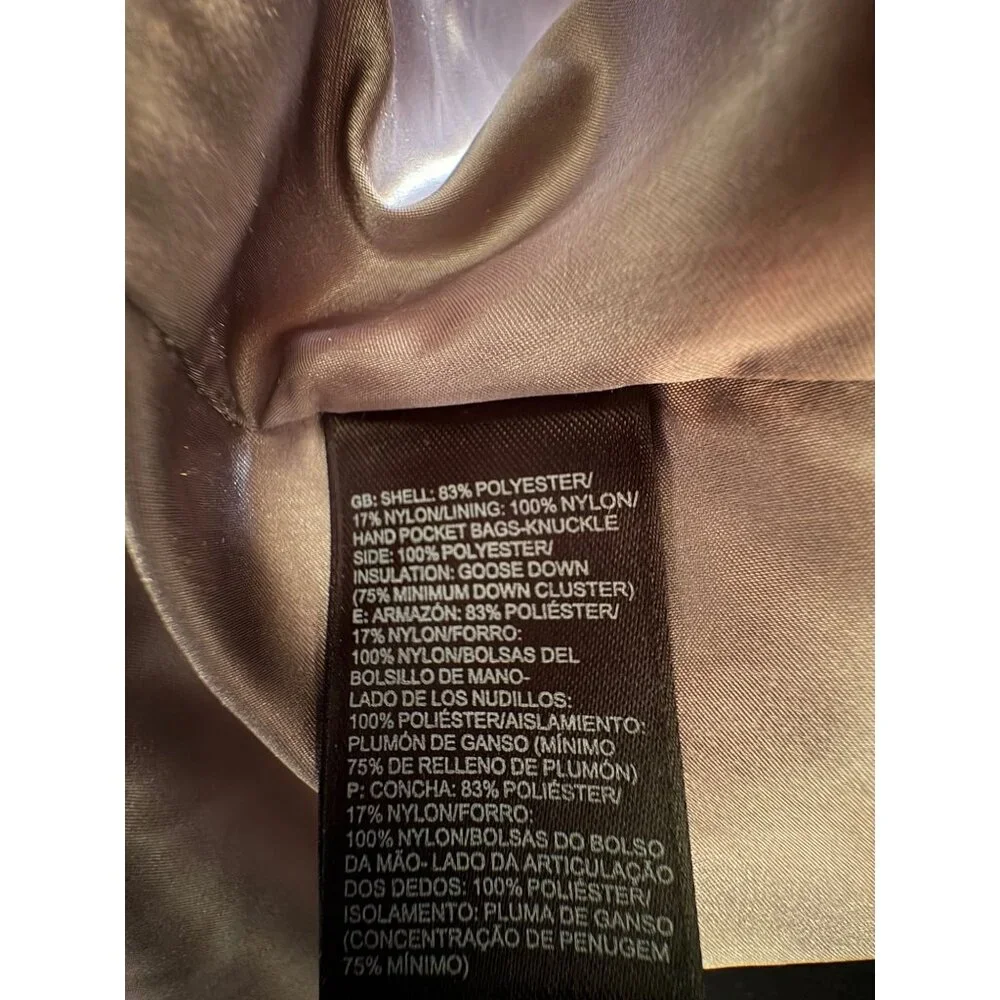 GB: SHELL: 83% POLYESTER/
17% NYLON/LINING: 100% NYLON/
HAND POCKET BAGS-KNUCKLE
SIDE: 100% POLYESTER/
INSULATION: GOOSE DOWN
(75% MINIMUM DOWN CLUSTER)
E: ARMAZÓN: 83% POLIÉSTER/
17% NYLON/FORRO:
100% NYLON/BOLSAS DEL
BOLSILLO DE MANO-
LADO DE LOS NUDILLOS:
100% POLIÉSTER/AISLAMIENTO:
PLUMÓN DE GANSO (MÍNIMO
75% DE RELLENO DE PLUMÓN)
P: CONCHA: 83% POLIÉSTER/
17% NYLON/FORRO:
100% NYLON/BOLSAS DO BOLSO
DA MÃO- LADO DA ARTICULAÇÃO
DOS DEDOS: 100% POLIÉSTER/
ISOLAMENTO: PLUMA DE GANSO
(CONCENTRAÇÃO DE PENUGEM
75% MÍNIMO)